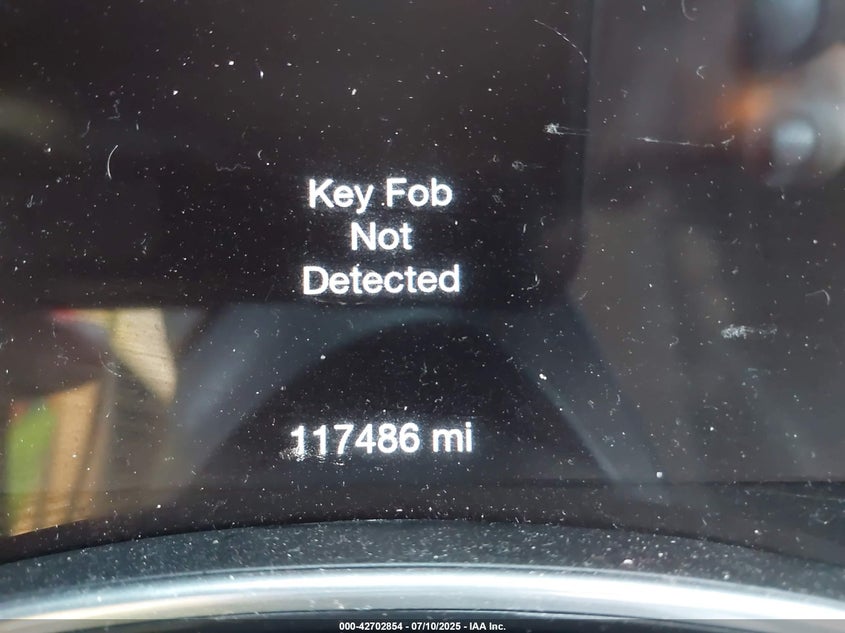 Key Fob
Not
Detected
117486 mi
000-42702854 - 07/10/2025 - IAA Inc.